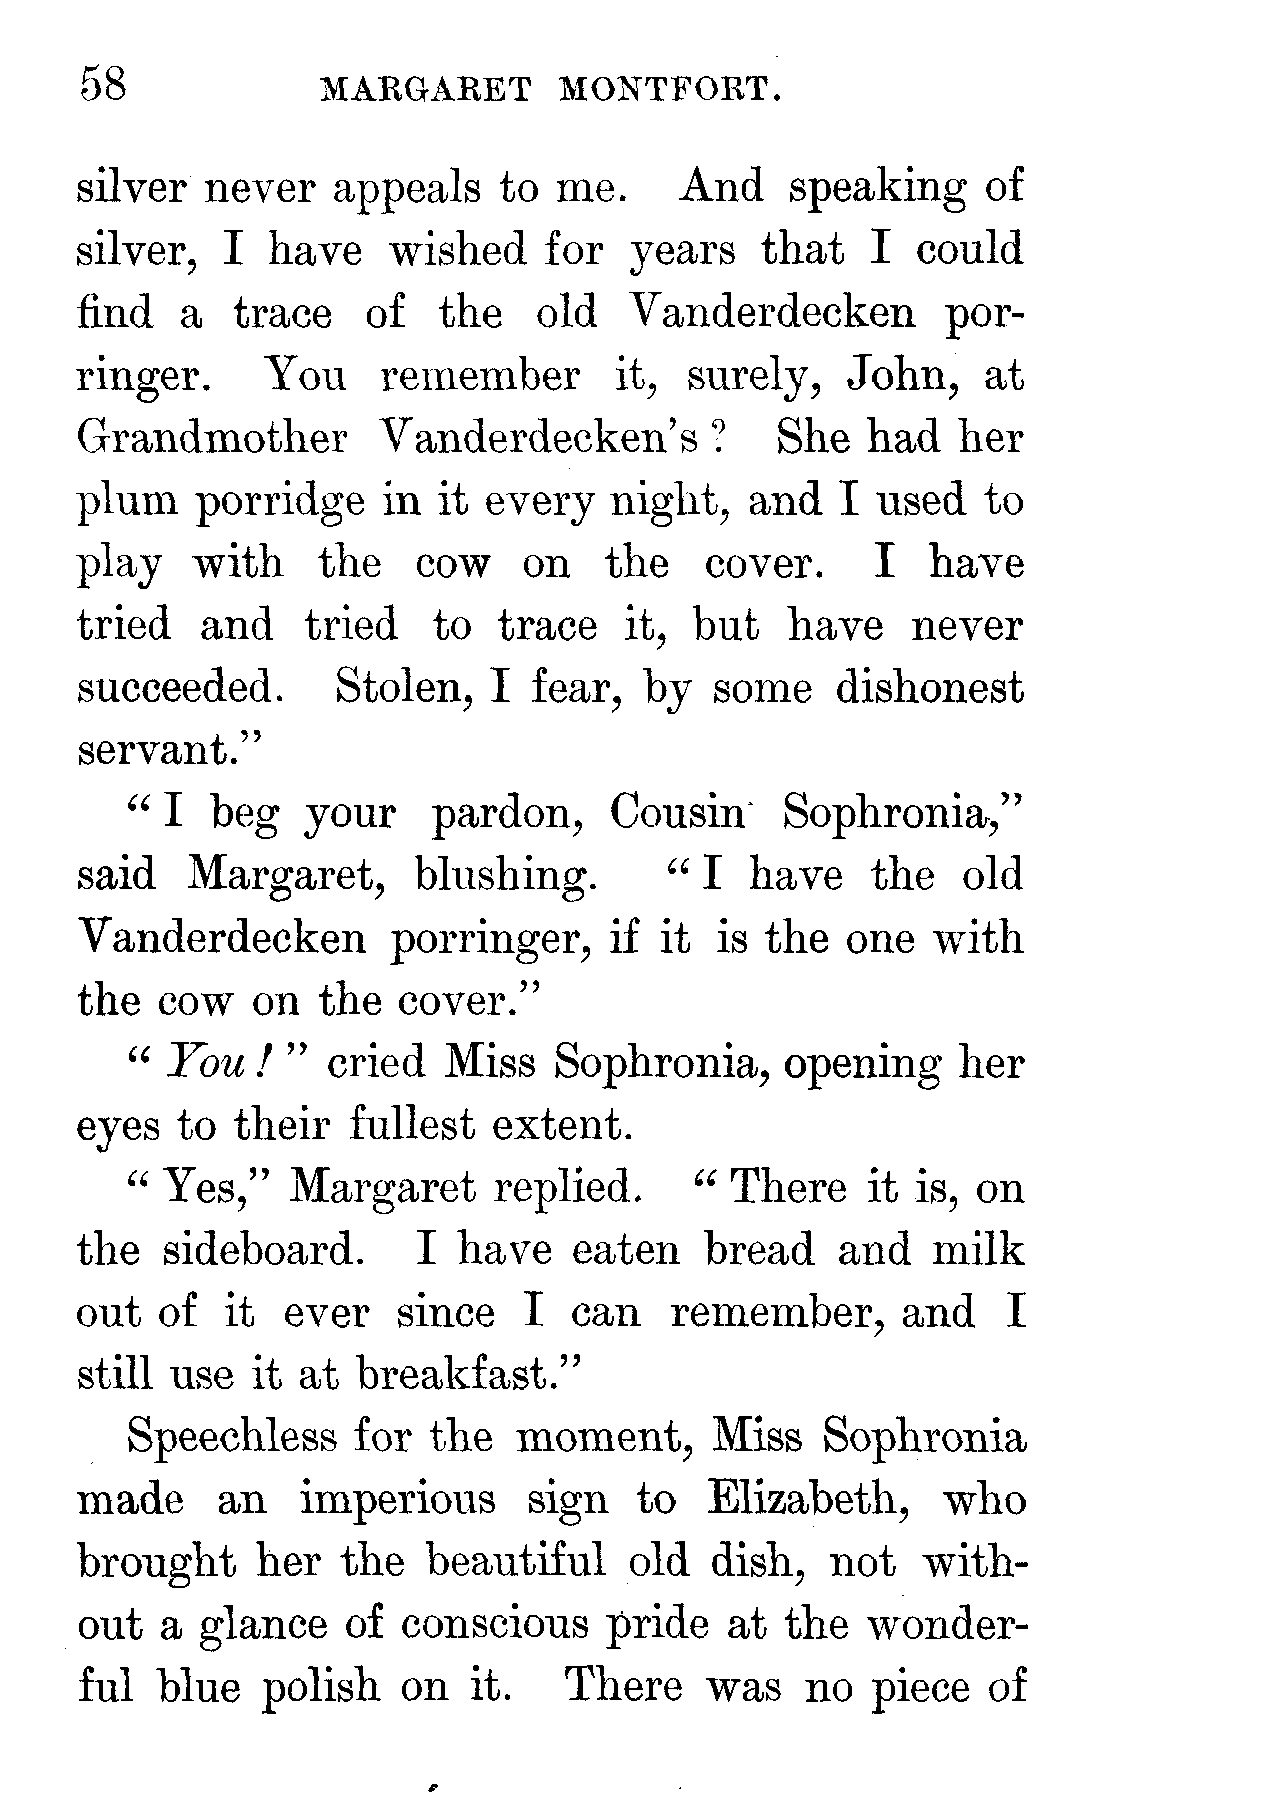 58 MARGARET MONTFORT.
silver never appeals to me. And speaking of
silver, I have wished for years that I could
find a trace of the old Vanderdecken por-
ringer. You remember it, surely, John, at
Grandmother Vanderdecken's? She had her
plum porridge in it every night, and I used to
play with the cow on the cover. I have
tried and tried to trace it, but have never
succeeded. Stolen, I fear, by some dishonest
servant."
"I beg your pardon, Cousin Sophronia,"
said Margaret, blushing. "I have the old
Vanderdecken porringer, if it is the one with
the cow on the cover."
"You!" cried Miss Sophronia, opening her
eyes to their fullest extent.
"Yes," Margaret replied. "There it is, on
the sideboard. I have eaten bread and milk
out of it ever since I can remember, and I
still use it at breakfast."
Speechless for the moment, Miss Sophronia
made an imperious sign to Elizabeth, who
brought her the beautiful old dish, not with-
out a glance of conscious pride at the wonder-
ful blue polish on it. There was no piece of